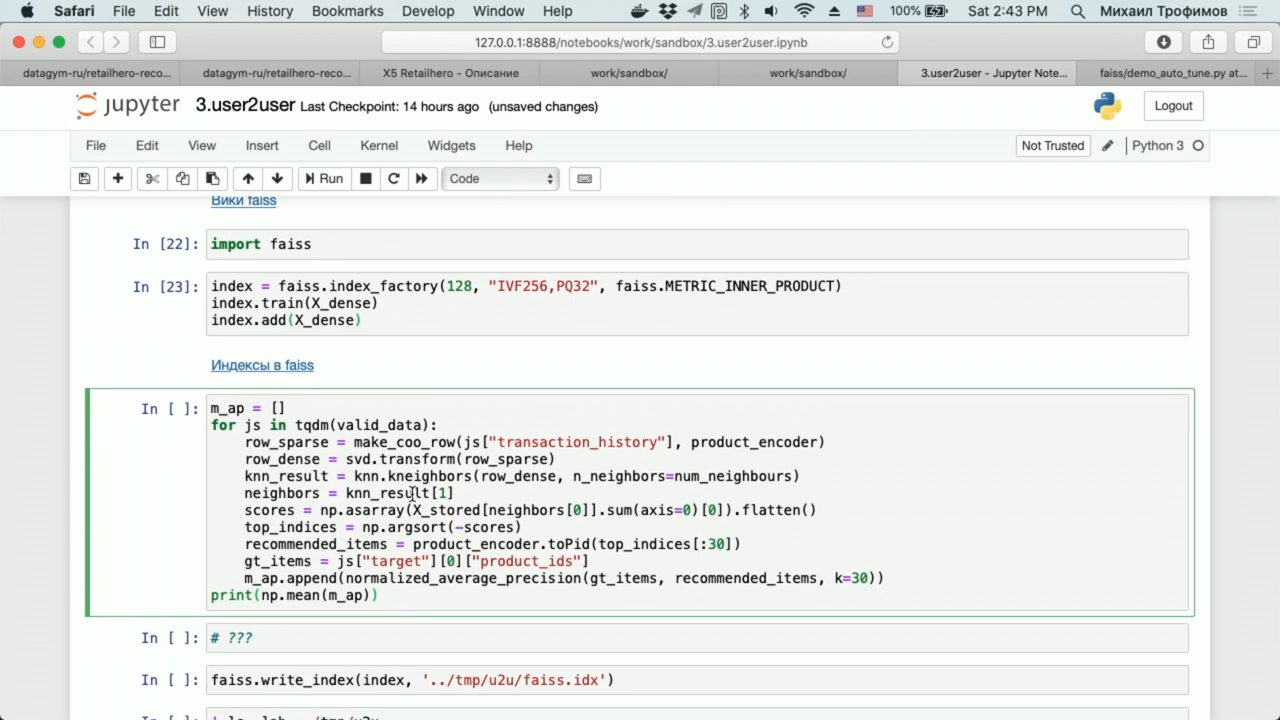 Safari File Edit View History Bookmarks Develop Window Help 100% Sat 2:43 PM Михаил Трофимов
127.0.0.1:8888/notebooks/work/sandbox/3.user2user.ipynb
datagym-ru/retailhero-reco... datagym-ru/retailhero-reco... X5 Retailhero - Описание work/sandbox/ work/sandbox/ 3.user2user - Jupyter Note... faiss/demo_auto_tune.py at...
jupyter 3.user2user Last Checkpoint: 14 hours ago (unsaved changes) Logout
File Edit View Insert Cell Kernel Widgets Help Not Trusted Python 3
Run Code
Вики faiss
In [22]: import faiss
In [23]: index = faiss.index_factory(128, "IVF256,PQ32", faiss.METRIC_INNER_PRODUCT)
index.train(X_dense)
index.add(X_dense)
Индексы в faiss
In [ ]: m_ap = []
for js in tqdm(valid_data):
row_sparse = make_coo_row(js["transaction_history"], product_encoder)
row_dense = svd.transform(row_sparse)
knn_result = knn.kneighbors(row_dense, n_neighbors=num_neighbours)
neighbors = knn_result[1]
scores = np.asarray(X_stored[neighbors[0]].sum(axis=0)[0]).flatten()
top_indices = np.argsort(-scores)
recommended_items = product_encoder.toPid(top_indices[:30])
gt_items = js["target"][0]["product_ids"]
m_ap.append(normalized_average_precision(gt_items, recommended_items, k=30))
print(np.mean(m_ap))
In [ ]: # ???
In [ ]: faiss.write_index(index, '../tmp/u2u/faiss.idx')